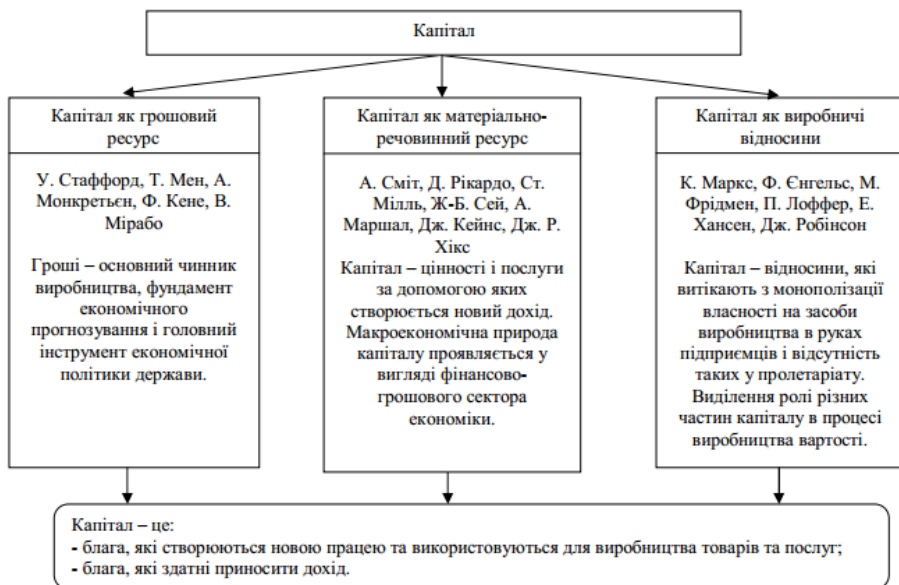 Капітал
Капітал як грошовий
ресурс
У. Стаффорд, Т. Мен, А.
Монкретьєн, Ф. Кене, В.
Мірабо
Гроші – основний чинник
виробництва, фундамент
економічного
прогнозування і головний
інструмент економічної
політики держави.
Капітал як матеріально-
речовинний ресурс
А. Сміт, Д. Рікардо, Ст.
Мілль, Ж-Б. Сей, А.
Маршал, Дж. Кейнс, Дж. Р.
Хікс
Капітал – цінності і послуги
за допомогою яких
створюється новий дохід.
Макроекономічна природа
капіталу проявляється у
вигляді фінансово-
грошового сектора
економіки.
Капітал як виробничі
відносини
К. Маркс, Ф. Єнгельс, М.
Фрідмен, П. Лоффер, Е.
Хансен, Дж. Робінсон
Капітал – відносини, які
витікають з монополізації
власності на засоби
виробництва в руках
підприємців і відсутність
таких у пролетаріату.
Виділення ролі різних
частин капіталу в процесі
виробництва вартості.
Капітал – це:
- блага, які створюються новою працею та використовуються для виробництва товарів та послуг;
- блага, які здатні приносити дохід.